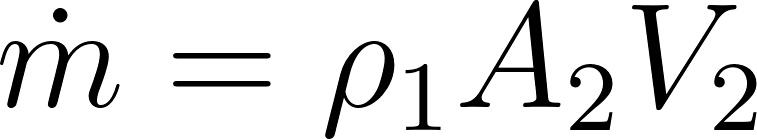 ṁ = ρ₁A₂V₂